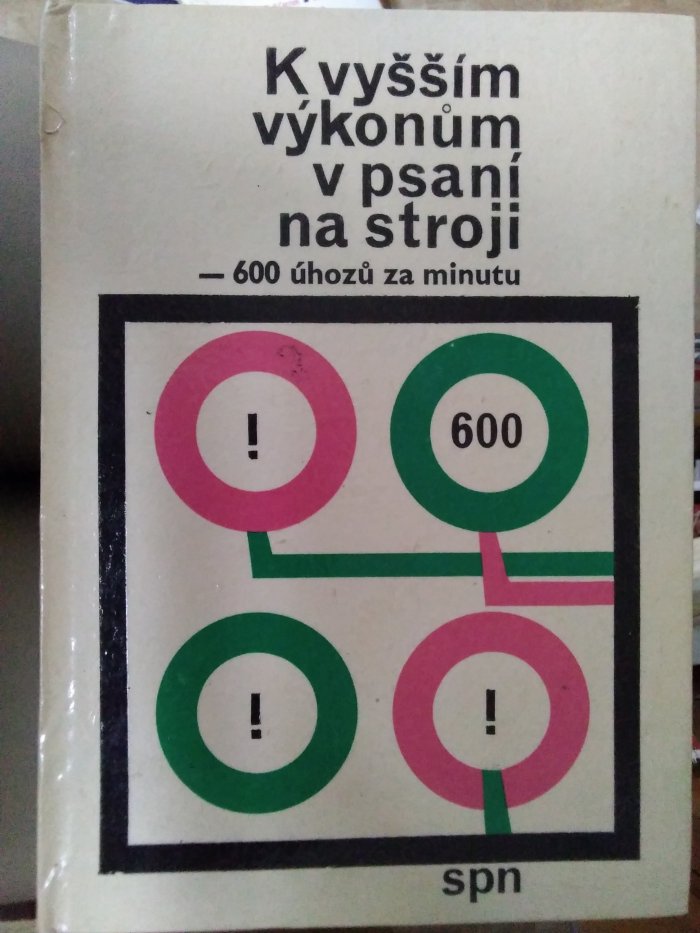 K vyšším
výkonům
v psaní
na stroji
— 600 úhozů za minutu
!
600
!
!
spn